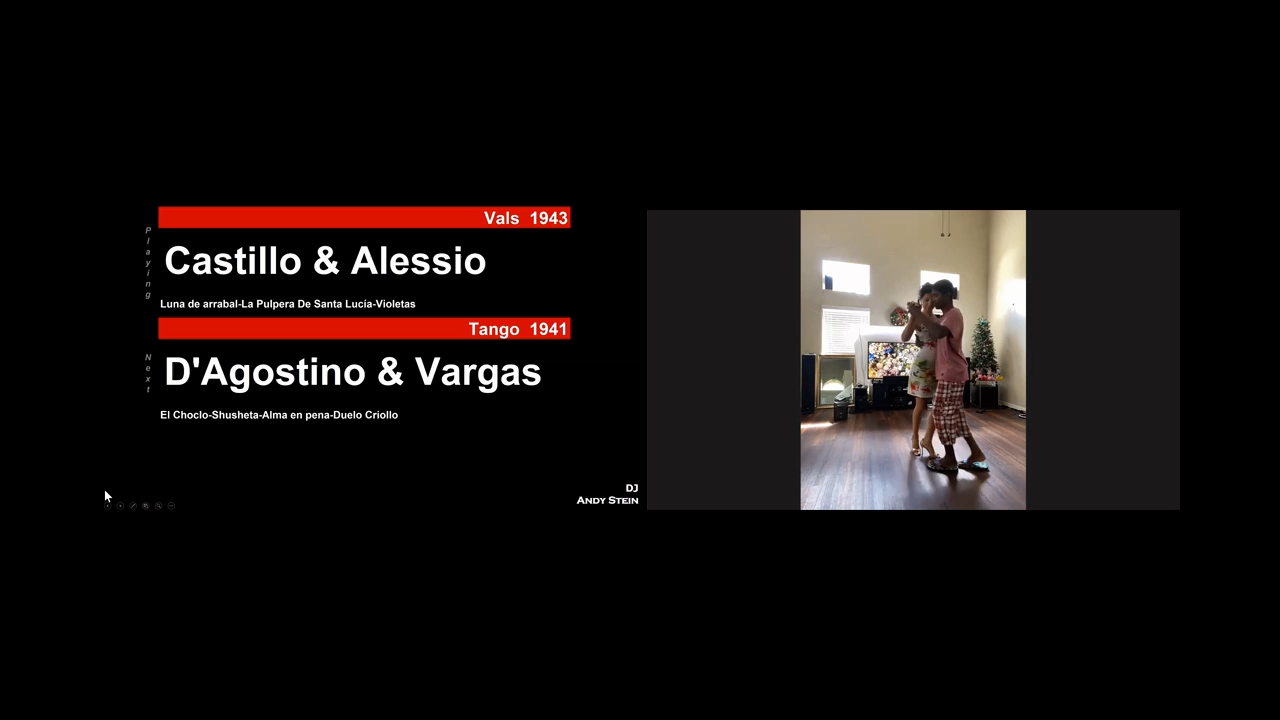 Vals 1943
Playing
Castillo & Alessio
Luna de arrabal-La Pulpera De Santa Lucía-Violetas
Tango 1941
Next
D'Agostino & Vargas
El Choclo-Shusheta-Alma en pena-Duelo Criollo
DJ
ANDY STEIN